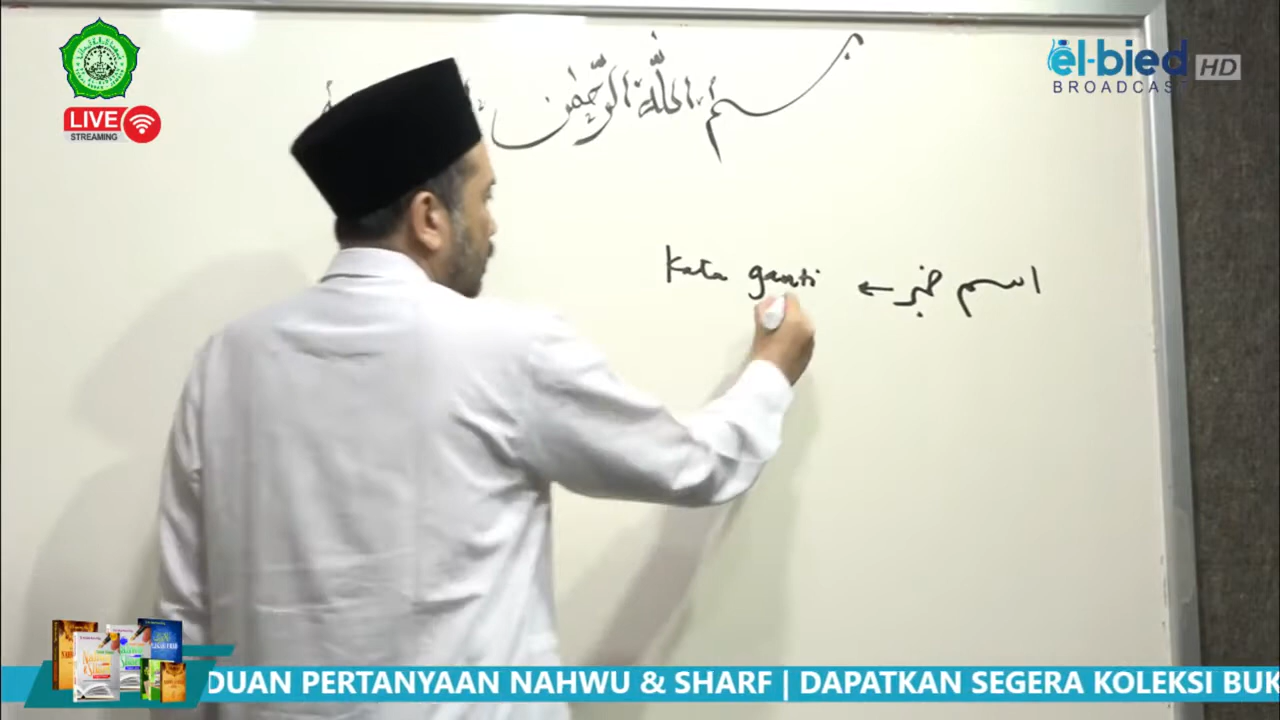 LIVE
STREAMING
el-bied HD
BROADCAST
بسم الله الرحمن
اسم ضمير ← Kata ganti
DUAN PERTANYAAN NAHWU & SHARF | DAPATKAN SEGERA KOLEKSI BUK